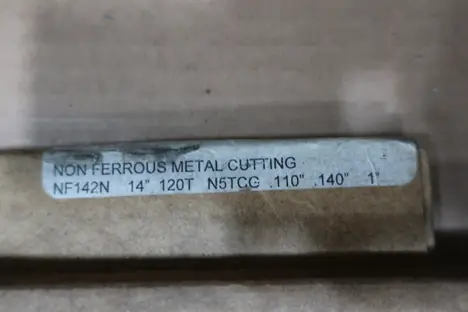 NON FERROUS METAL CUTTING
NF142N 14" 120T N5TCG .110" .140" 1"